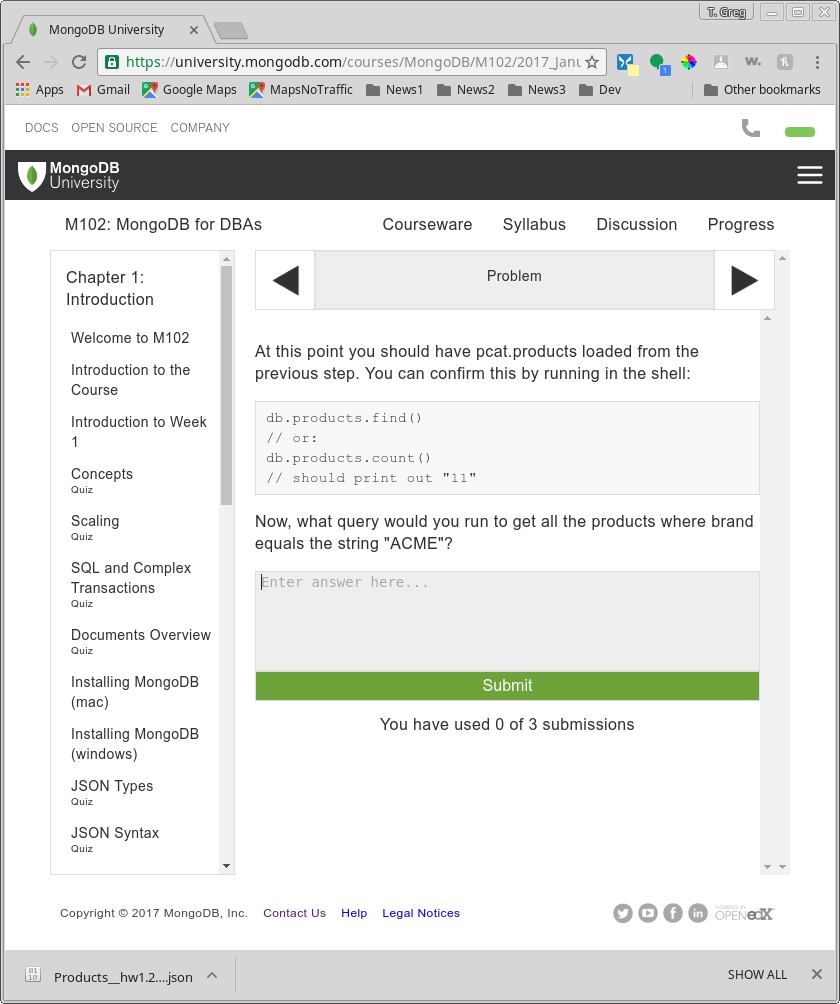 T. Greg
MongoDB University
https://university.mongodb.com/courses/MongoDB/M102/2017_Janu
Apps Gmail Google Maps MapsNoTraffic News1 News2 News3 Dev Other bookmarks
DOCS OPEN SOURCE COMPANY
MongoDB
University
M102: MongoDB for DBAs Courseware Syllabus Discussion Progress
Chapter 1:
Introduction
Welcome to M102
Introduction to the
Course
Introduction to Week
1
Concepts
Quiz
Scaling
Quiz
SQL and Complex
Transactions
Quiz
Documents Overview
Quiz
Installing MongoDB
(mac)
Installing MongoDB
(windows)
JSON Types
Quiz
JSON Syntax
Quiz
Problem
At this point you should have pcat.products loaded from the
previous step. You can confirm this by running in the shell:
db.products.find()
// or:
db.products.count()
// should print out "11"
Now, what query would you run to get all the products where brand
equals the string "ACME"?
Enter answer here...
Submit
You have used 0 of 3 submissions
Copyright © 2017 MongoDB, Inc. Contact Us Help Legal Notices
POWERED BY
OPEN edX
Products__hw1.2....json
SHOW ALL